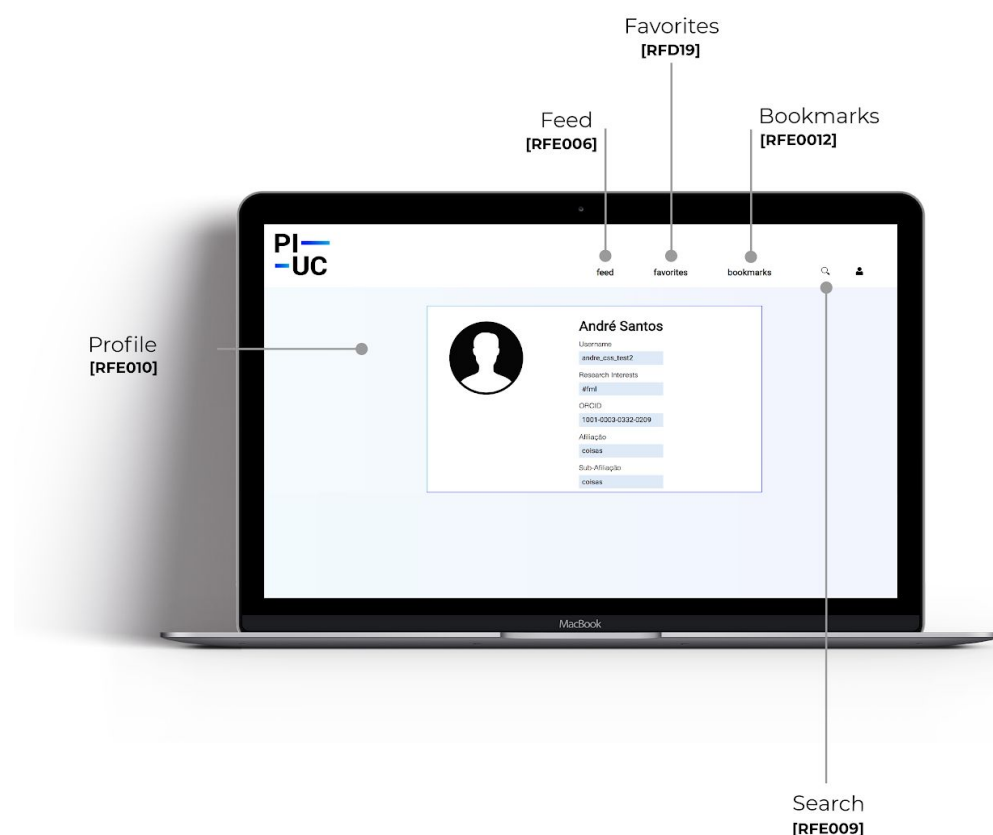 Favorites
[RFD19]
Feed
[RFE006]
Bookmarks
[RFE0012]
PI
UC
feed
favorites
bookmarks
Profile
[RFE010]
André Santos
Username
andre_css_test2
Research Interests
#fml
ORCID
1001-0003-0332-0209
Afiliação
coisas
Sub-Afiliação
coisas
MacBook
Search
[RFE009]